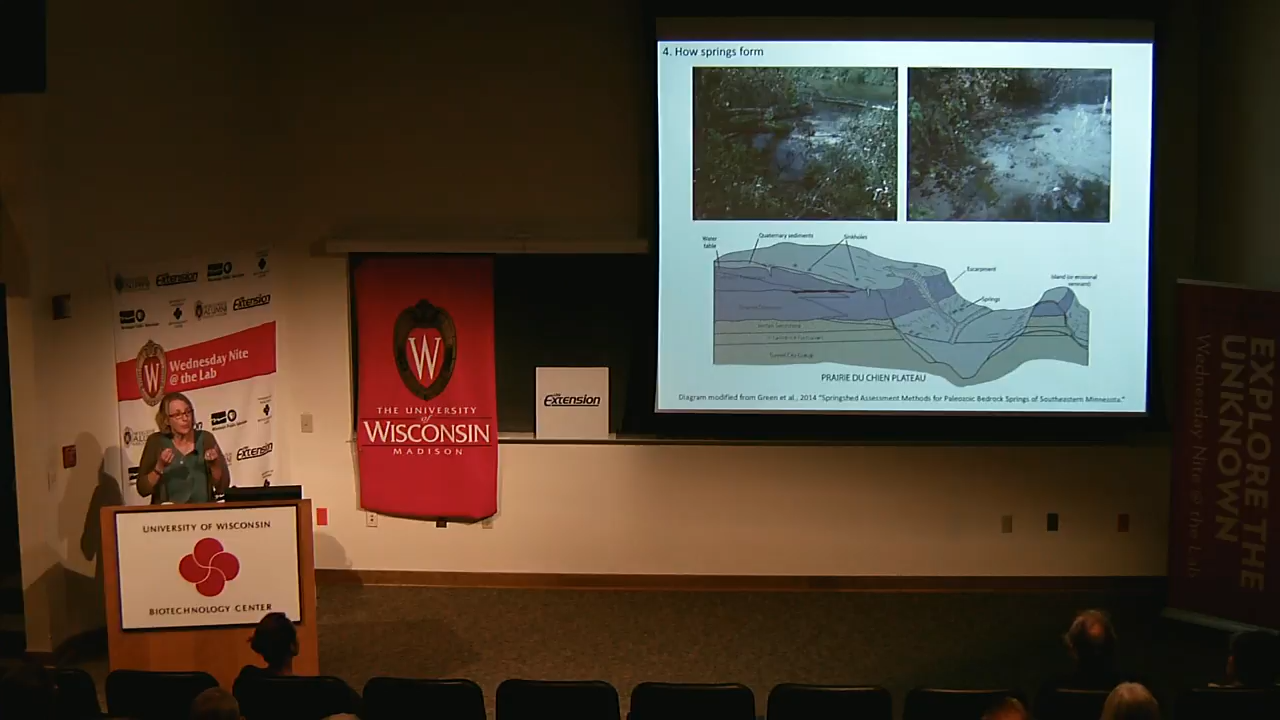 4. How springs form
Water
table
Quaternary sediments
Sinkholes
Escarpment
Springs
Island (or erosional
remnant)
PRAIRIE DU CHIEN PLATEAU
Diagram modified from Green et al., 2014 "Springshed Assessment Methods for Paleozoic Bedrock Springs of Southeastern Minnesota."
Extension
Extension
Wednesday Nite
@ the Lab
Extension
W
THE UNIVERSITY
of
WISCONSIN
MADISON
Extension
UNIVERSITY OF WISCONSIN
BIOTECHNOLOGY CENTER
EXPLORE THE
UNKNOWN
Wednesday Nite @ the Lab